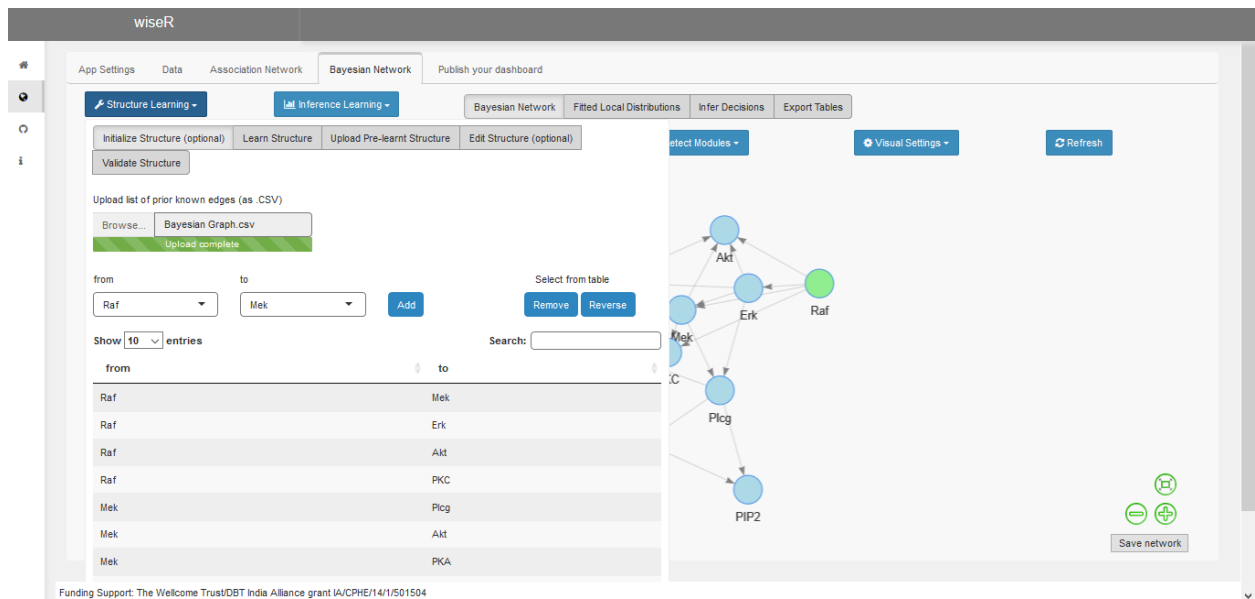 wiseR
App Settings Data Association Network Bayesian Network Publish your dashboard
Structure Learning Inference Learning Bayesian Network Fitted Local Distributions Infer Decisions Export Tables
Initialize Structure (optional) Learn Structure Upload Pre-learnt Structure Edit Structure (optional)
etect Modules Visual Settings Refresh
Validate Structure
Upload list of prior known edges (as .CSV)
Browse... Bayesian Graph.csv
Upload complete
from to Select from table
Raf Mek Add Remove Reverse
Show 10 entries Search:
from to
Raf Mek
Raf Erk
Raf Akt
Raf PKC
Mek Plcg
Mek Akt
Mek PKA
Akt
Erk
Raf
Mek
C
Plcg
PIP2
Save network
Funding Support: The Wellcome Trust/DBT India Alliance grant IA/CPHE/14/1/501504